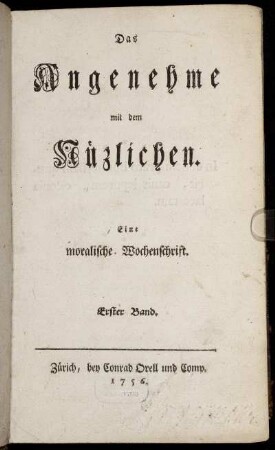 Das
Angenehme
mit dem
Nüzlichen.
Eine
moralische Wochenschrift.
Erster Band.
Zürich, bey Conrad Orell und Comp.
1756.